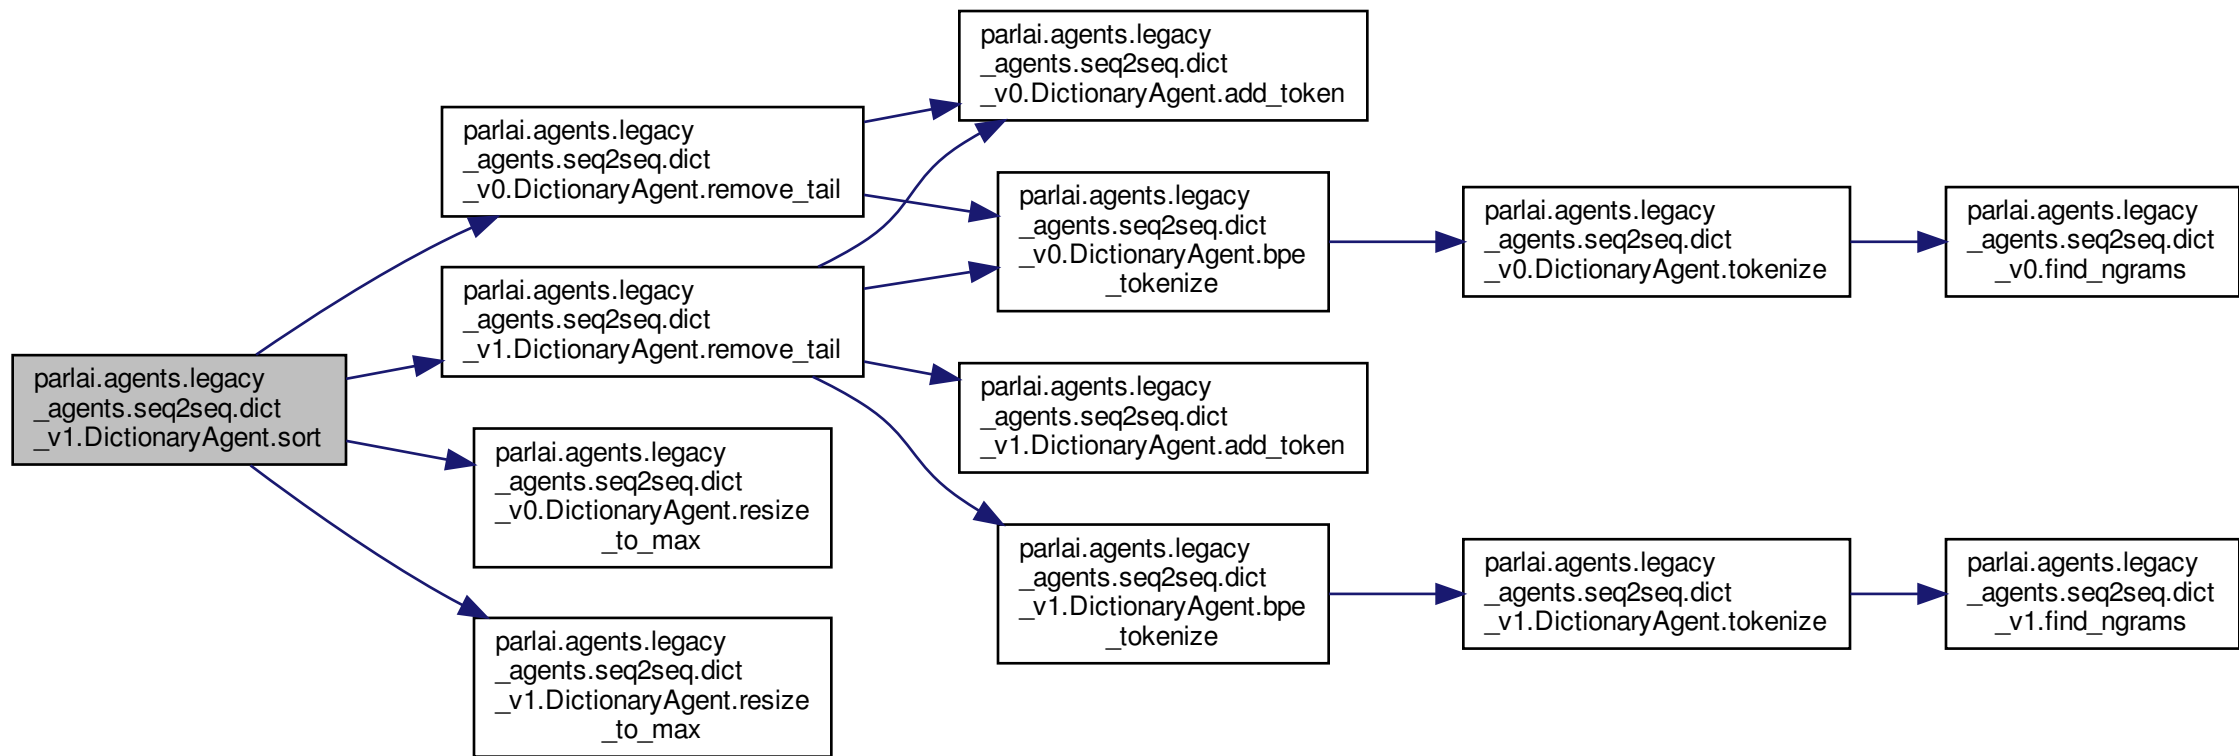 parlai.agents.legacy
_agents.seq2seq.dict
_v1.DictionaryAgent.sort
parlai.agents.legacy
_agents.seq2seq.dict
_v0.DictionaryAgent.remove_tail
parlai.agents.legacy
_agents.seq2seq.dict
_v1.DictionaryAgent.remove_tail
parlai.agents.legacy
_agents.seq2seq.dict
_v0.DictionaryAgent.resize
_to_max
parlai.agents.legacy
_agents.seq2seq.dict
_v1.DictionaryAgent.resize
_to_max
parlai.agents.legacy
_agents.seq2seq.dict
_v0.DictionaryAgent.add_token
parlai.agents.legacy
_agents.seq2seq.dict
_v0.DictionaryAgent.bpe
_tokenize
parlai.agents.legacy
_agents.seq2seq.dict
_v1.DictionaryAgent.add_token
parlai.agents.legacy
_agents.seq2seq.dict
_v1.DictionaryAgent.bpe
_tokenize
parlai.agents.legacy
_agents.seq2seq.dict
_v0.DictionaryAgent.tokenize
parlai.agents.legacy
_agents.seq2seq.dict
_v0.find_ngrams
parlai.agents.legacy
_agents.seq2seq.dict
_v1.DictionaryAgent.tokenize
parlai.agents.legacy
_agents.seq2seq.dict
_v1.find_ngrams